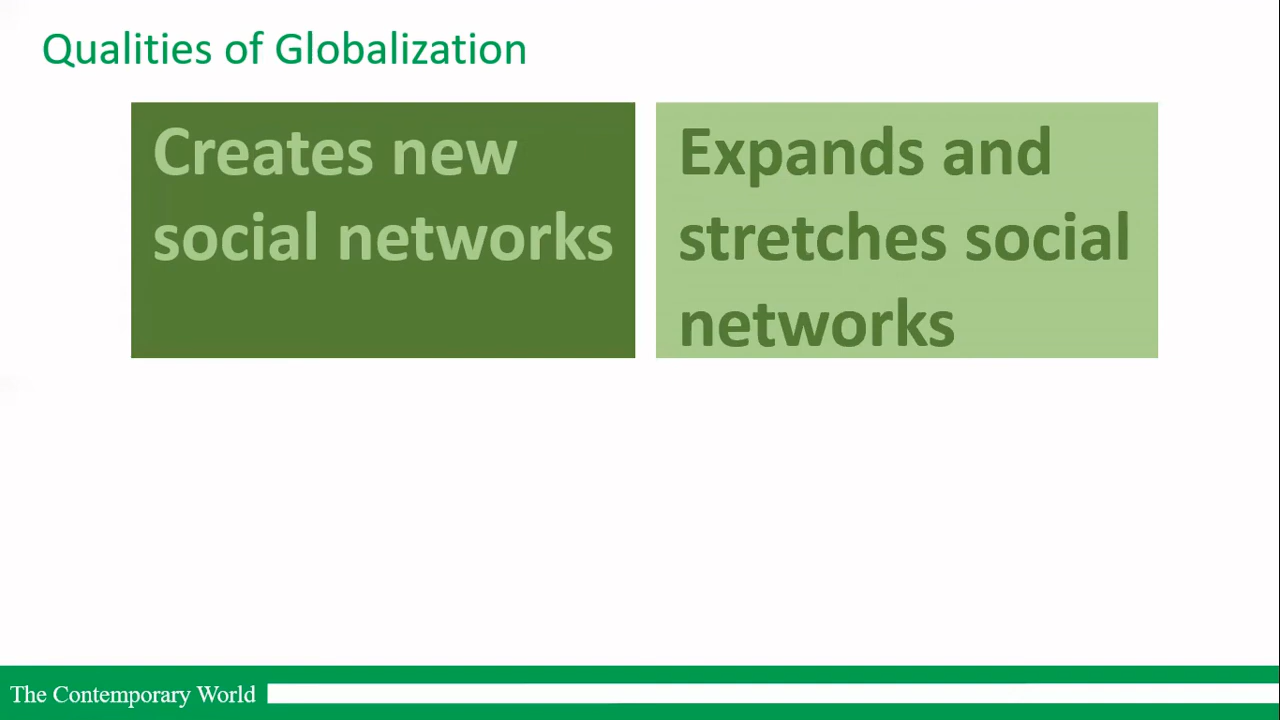 Qualities of Globalization
Creates new
social networks
Expands and
stretches social
networks
The Contemporary World